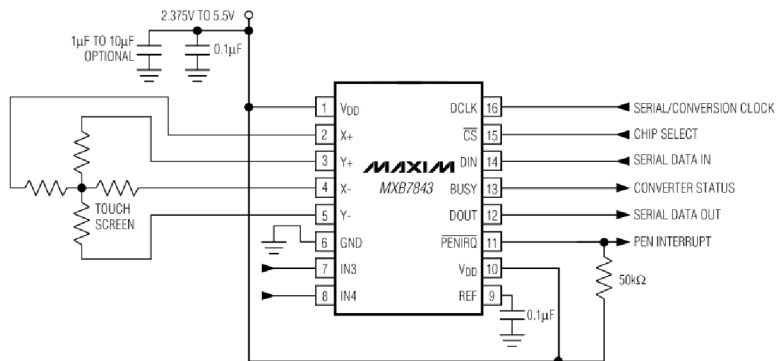 2.375V TO 5.5V
1µF TO 10µF
OPTIONAL
0.1µF
1 VDD DCLK 16 SERIAL/CONVERSION CLOCK
2 X+ CS 15 CHIP SELECT
3 Y+ DIN 14 SERIAL DATA IN
MAXIM
MXB7843
4 X- BUSY 13 CONVERTER STATUS
TOUCH
SCREEN
5 Y- DOUT 12 SERIAL DATA OUT
6 GND PENIRQ 11 PEN INTERRUPT
7 IN3 VDD 10
50kΩ
8 IN4 REF 9
0.1µF